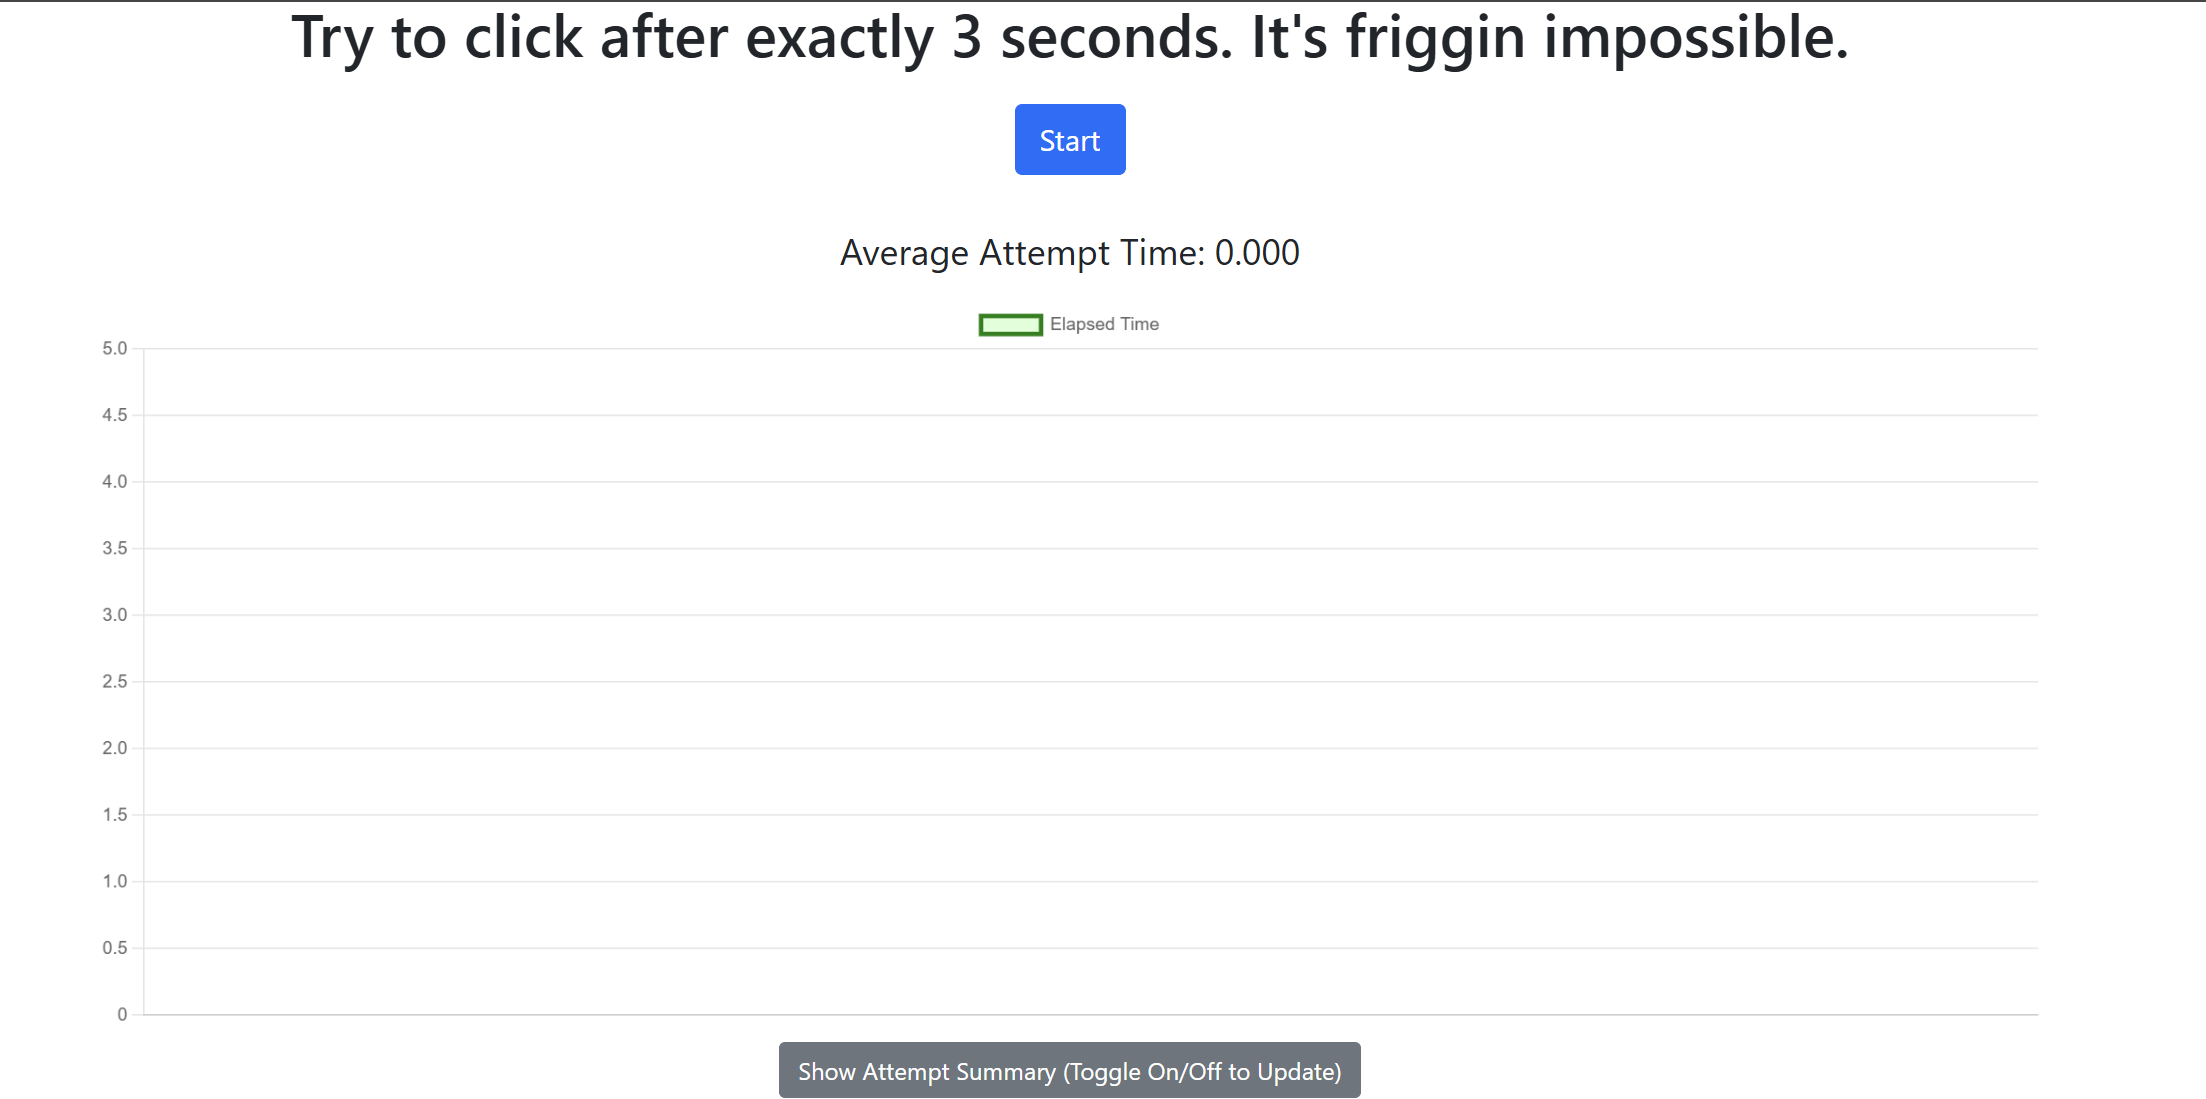 Try to click after exactly 3 seconds. It's friggin impossible.
Start
Average Attempt Time: 0.000
Elapsed Time
5.0
4.5
4.0
3.5
3.0
2.5
2.0
1.5
1.0
0.5
0
Show Attempt Summary (Toggle On/Off to Update)